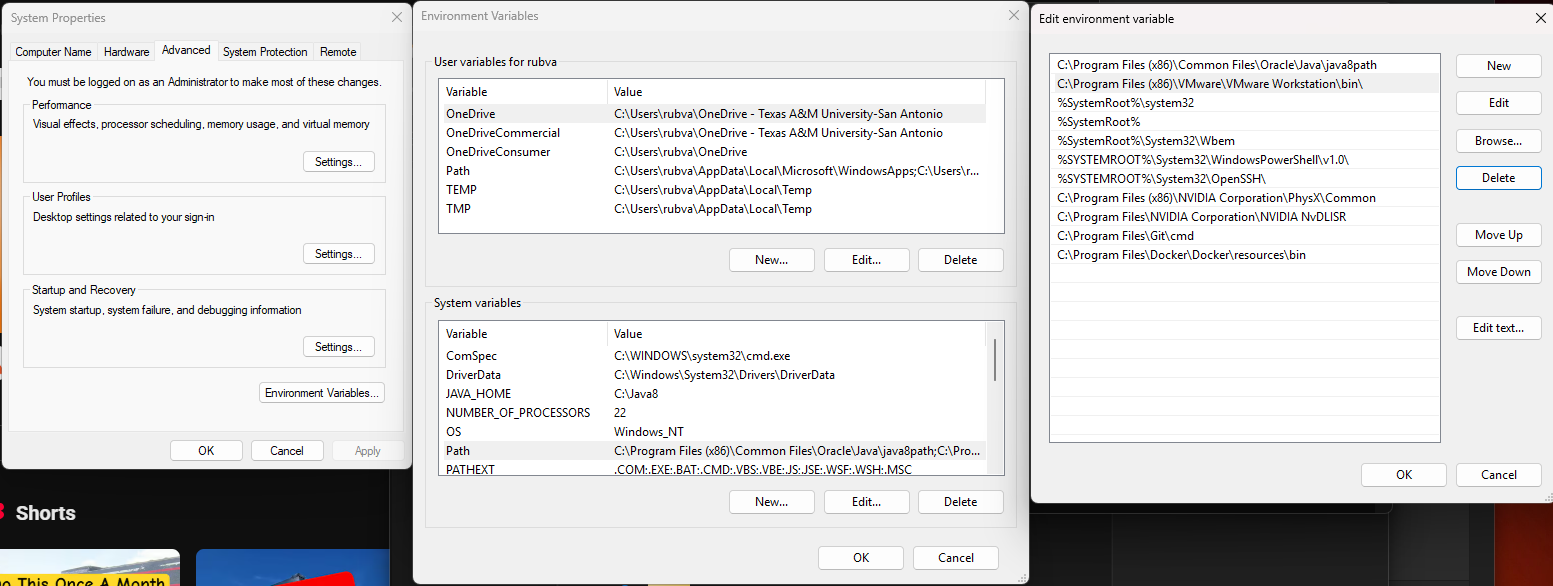 System Properties
Computer Name Hardware Advanced System Protection Remote
You must be logged on as an Administrator to make most of these changes.
Performance
Visual effects, processor scheduling, memory usage, and virtual memory
Settings...
User Profiles
Desktop settings related to your sign-in
Settings...
Startup and Recovery
System startup, system failure, and debugging information
Settings...
Environment Variables...
OK Cancel Apply
Shorts
o This Once A Month
Environment Variables
User variables for rubva
Variable Value
OneDrive C:\Users\rubva\OneDrive - Texas A&M University-San Antonio
OneDriveCommercial C:\Users\rubva\OneDrive - Texas A&M University-San Antonio
OneDriveConsumer C:\Users\rubva\OneDrive
Path C:\Users\rubva\AppData\Local\Microsoft\WindowsApps;C:\Users\r...
TEMP C:\Users\rubva\AppData\Local\Temp
TMP C:\Users\rubva\AppData\Local\Temp
New... Edit... Delete
System variables
Variable Value
ComSpec C:\WINDOWS\system32\cmd.exe
DriverData C:\Windows\System32\Drivers\DriverData
JAVA_HOME C:\Java8
NUMBER_OF_PROCESSORS 22
OS Windows_NT
Path C:\Program Files (x86)\Common Files\Oracle\Java\java8path;C:\Pro...
PATHEXT .COM;.EXE;.BAT;.CMD;.VBS;.VBE;.JS;.JSE;.WSF;.WSH;.MSC
New... Edit... Delete
OK Cancel
Edit environment variable
C:\Program Files (x86)\Common Files\Oracle\Java\java8path
C:\Program Files (x86)\VMware\VMware Workstation\bin\
%SystemRoot%\system32
%SystemRoot%
%SystemRoot%\System32\Wbem
%SYSTEMROOT%\System32\WindowsPowerShell\v1.0\
%SYSTEMROOT%\System32\OpenSSH\
C:\Program Files (x86)\NVIDIA Corporation\PhysX\Common
C:\Program Files\NVIDIA Corporation\NVIDIA NvDLISR
C:\Program Files\Git\cmd
C:\Program Files\Docker\Docker\resources\bin
New
Edit
Browse...
Delete
Move Up
Move Down
Edit text...
OK Cancel